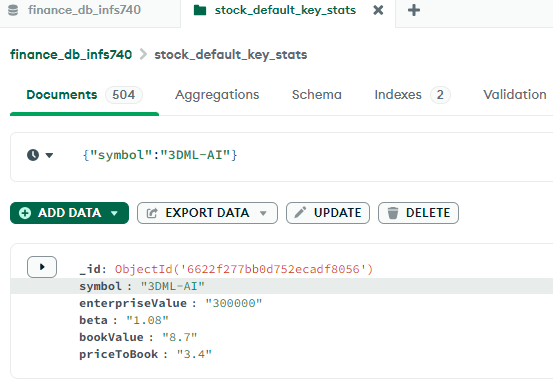 finance_db_infs740
stock_default_key_stats
finance_db_infs740 > stock_default_key_stats
Documents 504 Aggregations Schema Indexes 2 Validation
{"symbol":"3DML-AI"}
ADD DATA EXPORT DATA UPDATE DELETE
_id: ObjectId('6622f277bb0d752ecadf8056')
symbol : "3DML-AI"
enterpriseValue : "300000"
beta : "1.08"
bookValue : "8.7"
priceToBook : "3.4"